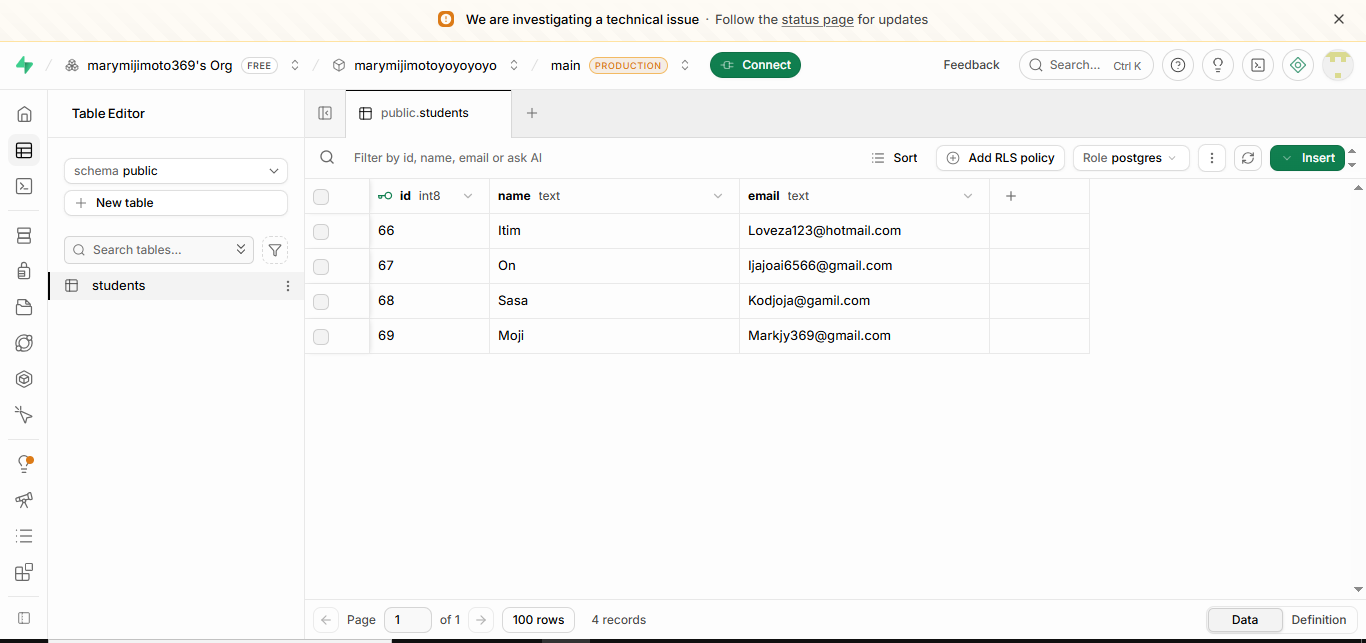 We are investigating a technical issue · Follow the status page for updates
marymijimoto369's Org FREE / marymijimotoyoyoyoyo / main PRODUCTION Connect Feedback Search... Ctrl K
Table Editor
public.students
schema public
Filter by id, name, email or ask AI Sort Add RLS policy Role postgres Insert
New table
id int8 name text email text
Search tables...
students
66 Itim Loveza123@hotmail.com
67 On Ijajoai6566@gmail.com
68 Sasa Kodjoja@gamil.com
69 Moji Markjy369@gmail.com
Page 1 of 1 100 rows 4 records Data Definition